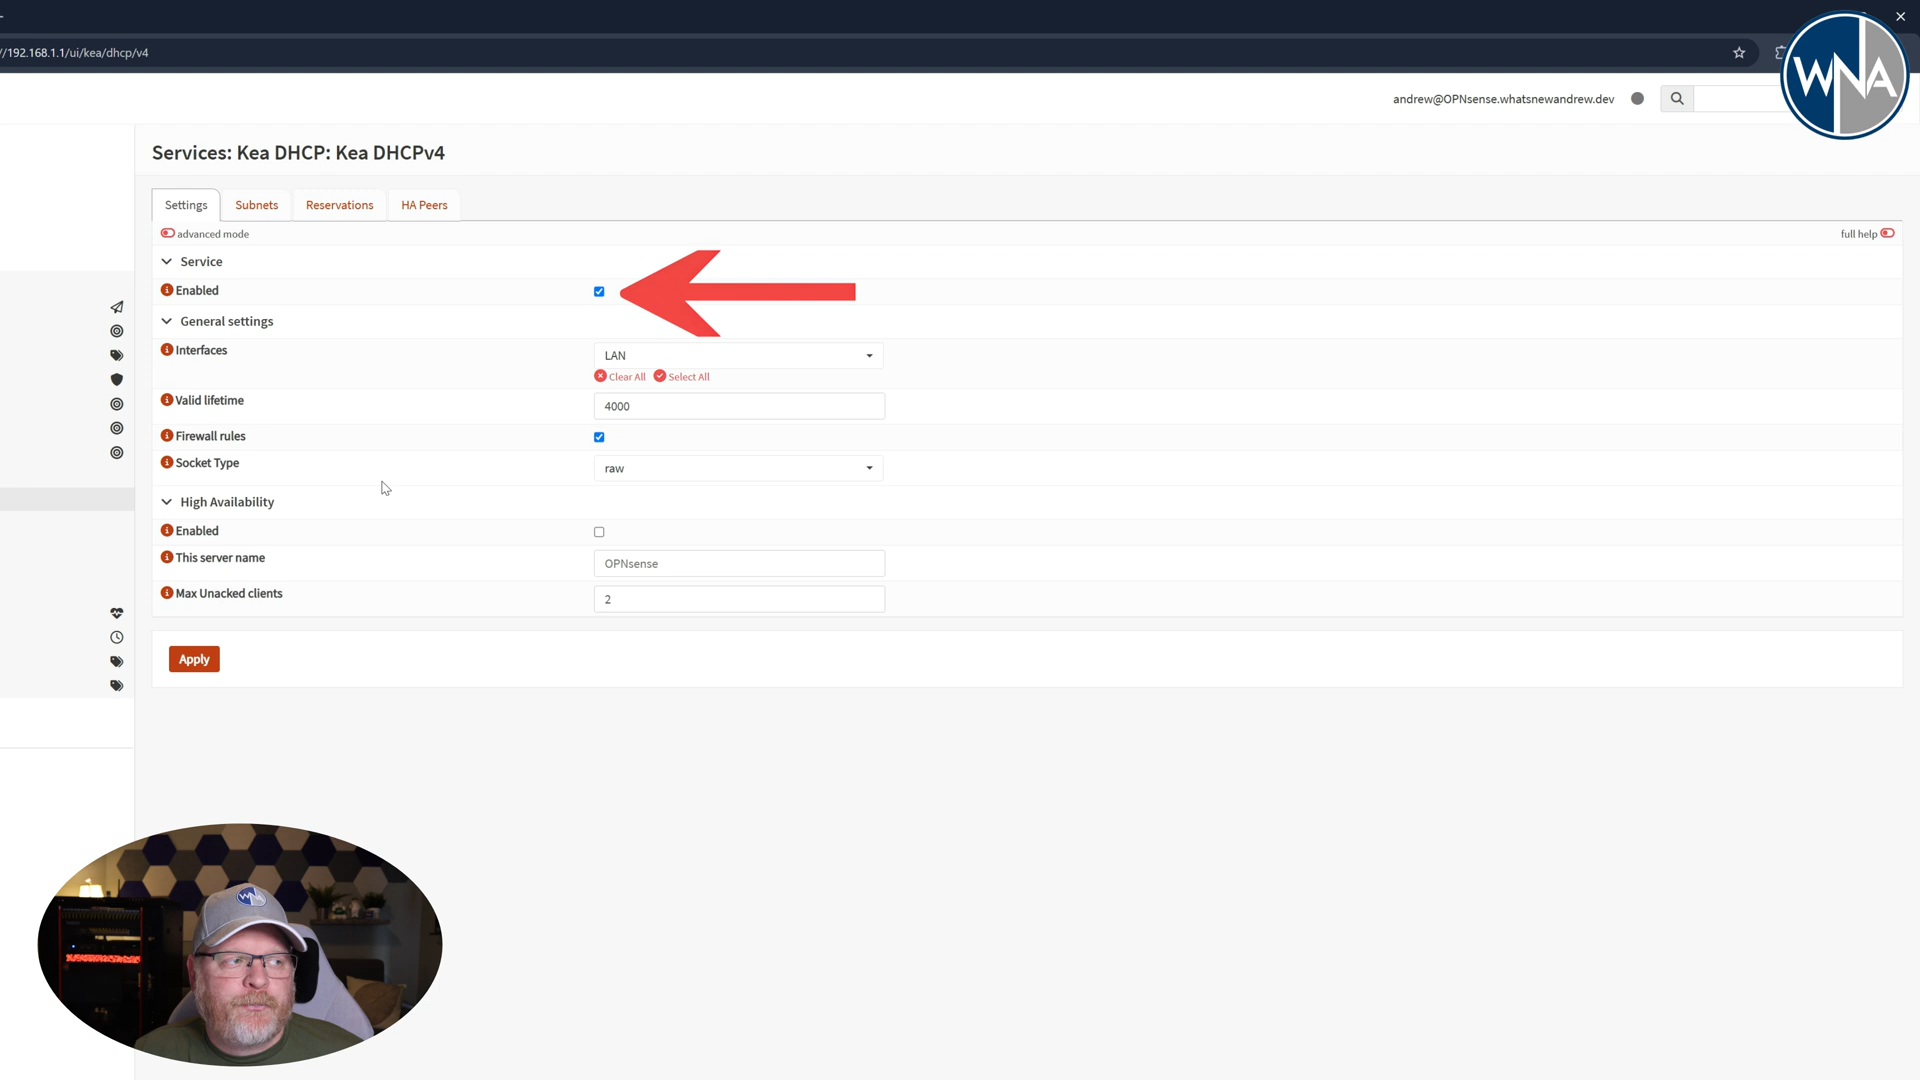 //192.168.1.1/ui/kea/dhcp/v4
WNA
andrew@OPNsense.whatsnewandrew.dev
Services: Kea DHCP: Kea DHCPv4
Settings
Subnets
Reservations
HA Peers
advanced mode
full help
Service
Enabled
General settings
Interfaces
LAN
Clear All
Select All
Valid lifetime
4000
Firewall rules
Socket Type
raw
High Availability
Enabled
This server name
OPNsense
Max Unacked clients
2
Apply
WNA